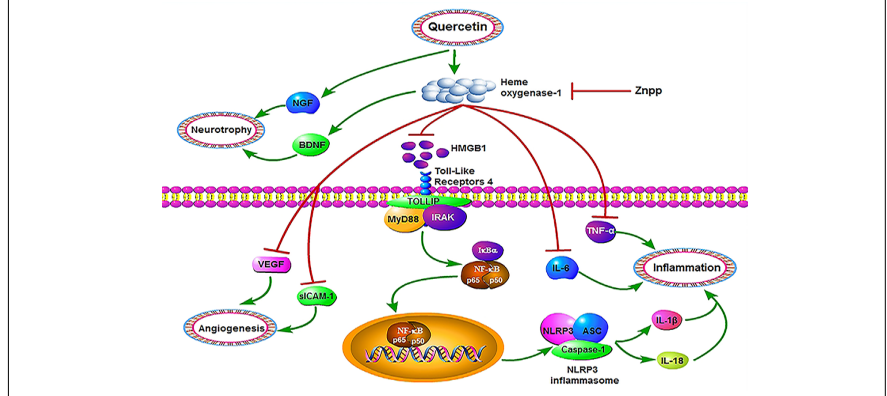 Quercetin
Heme
oxygenase-1
Znpp
NGF
Neurotrophy
BDNF
HMGB1
Toll-Like
Receptors 4
TOLLIP
MyD88
IRAK
TNF-α
IκBα
VEGF
NF-κB
p65 p50
IL-6
Inflammation
sICAM-1
Angiogenesis
NF-κB
p65 p50
NLRP3
ASC
Caspase-1
IL-1β
IL-18
NLRP3
inflammasome